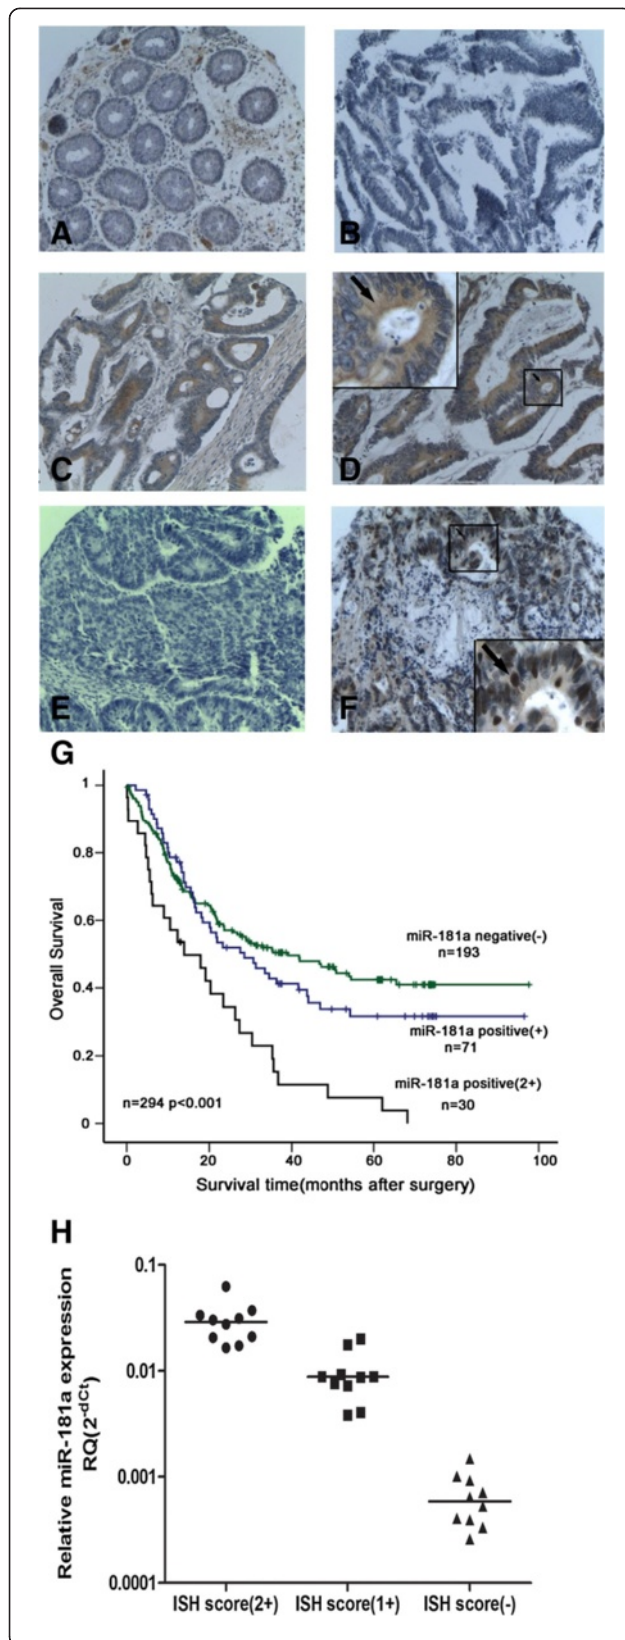 A
B
C
D
E
F
G
1
0.8
0.6
0.4
0.2
0
Overall Survival
miR-181a negative(-)
n=193
miR-181a positive(+)
n=71
miR-181a positive(2+)
n=30
n=294 p<0.001
0 20 40 60 80 100
Survival time(months after surgery)
H
Relative miR-181a expression
RQ(2-dCt)
0.1
0.01
0.001
0.0001
ISH score(2+) ISH score(1+) ISH score(-)